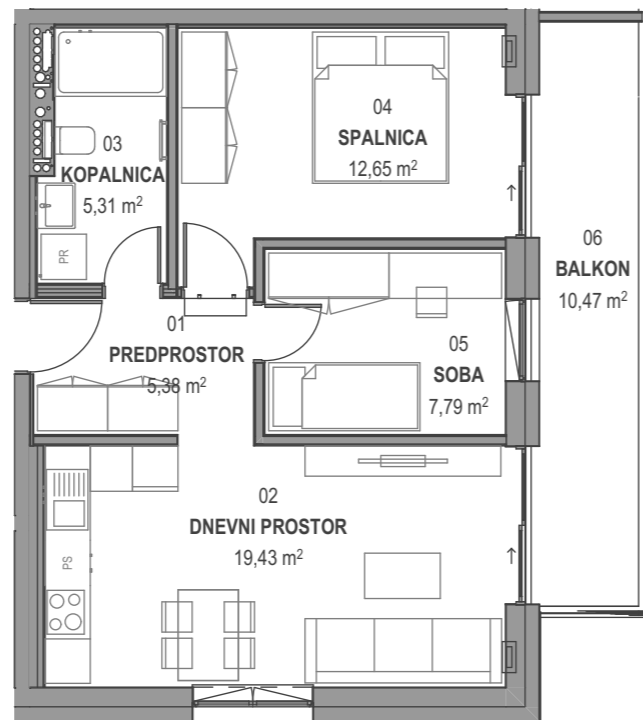 03
KOPALNICA
5,31 m²
PR
04
SPALNICA
12,65 m²
06
BALKON
10,47 m²
01
PREDPROSTOR
5,38 m²
05
SOBA
7,79 m²
02
DNEVNI PROSTOR
19,43 m²
PS